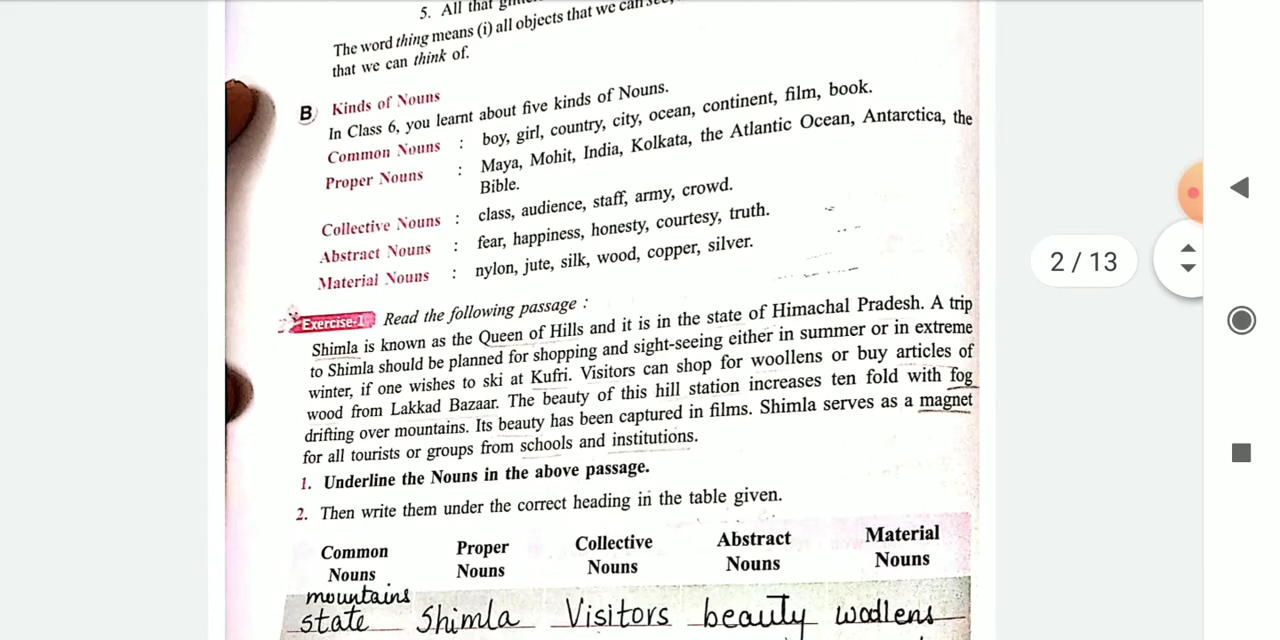 5. All that
The word thing means (i) all objects that we can see,
that we can think of.
B Kinds of Nouns
In Class 6, you learnt about five kinds of Nouns.
Common Nouns : boy, girl, country, city, ocean, continent, film, book.
Proper Nouns : Maya, Mohit, India, Kolkata, the Atlantic Ocean, Antarctica, the
Bible.
Collective Nouns : class, audience, staff, army, crowd.
Abstract Nouns : fear, happiness, honesty, courtesy, truth.
Material Nouns : nylon, jute, silk, wood, copper, silver.
Exercise-1 Read the following passage :
Shimla is known as the Queen of Hills and it is in the state of Himachal Pradesh. A trip
to Shimla should be planned for shopping and sight-seeing either in summer or in extreme
winter, if one wishes to ski at Kufri. Visitors can shop for woollens or buy articles of
wood from Lakkad Bazaar. The beauty of this hill station increases ten fold with fog
drifting over mountains. Its beauty has been captured in films. Shimla serves as a magnet
for all tourists or groups from schools and institutions.
1. Underline the Nouns in the above passage.
2. Then write them under the correct heading in the table given.
Common Proper Collective Abstract Material
Nouns Nouns Nouns Nouns Nouns
mountains
state Shimla Visitors beauty woolens
2 / 13